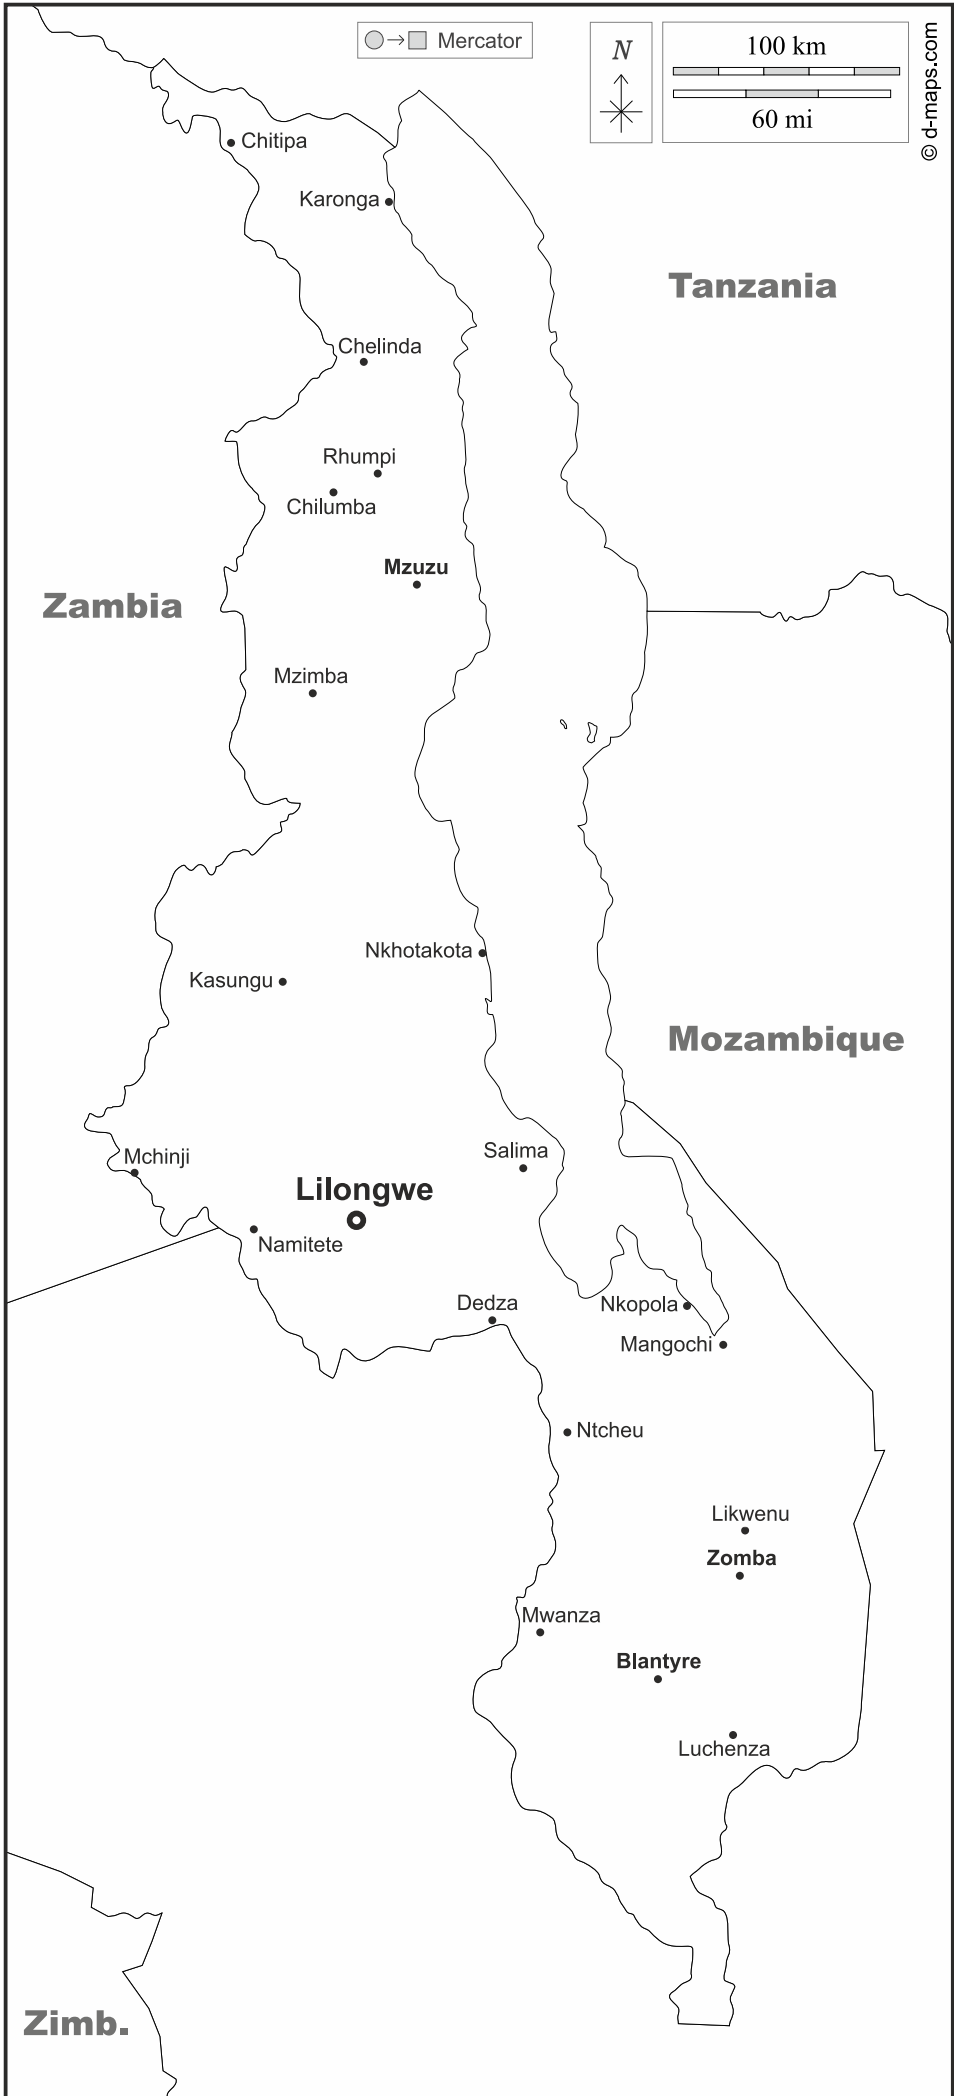 Mercator
N
100 km
60 mi
© d-maps.com
Chitipa
Karonga
Tanzania
Chelinda
Rhumpi
Chilumba
Mzuzu
Zambia
Mzimba
Nkhotakota
Kasungu
Mozambique
Salima
Mchinji
Lilongwe
Namitete
Dedza
Nkopola
Mangochi
Ntcheu
Likwenu
Zomba
Mwanza
Blantyre
Luchenza
Zimb.